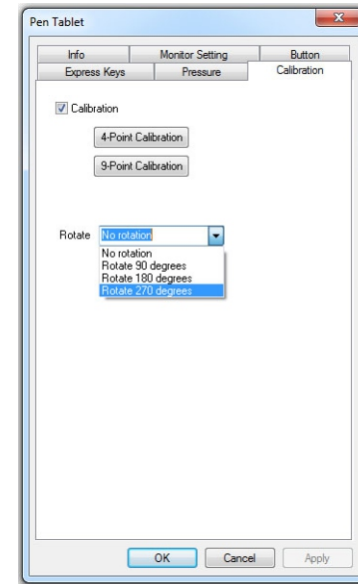 Pen Tablet
Info Monitor Setting Button
Express Keys Pressure Calibration
Calibration
4-Point Calibration
9-Point Calibration
Rotate No rotation
No rotation
Rotate 90 degrees
Rotate 180 degrees
Rotate 270 degrees
OK Cancel Apply